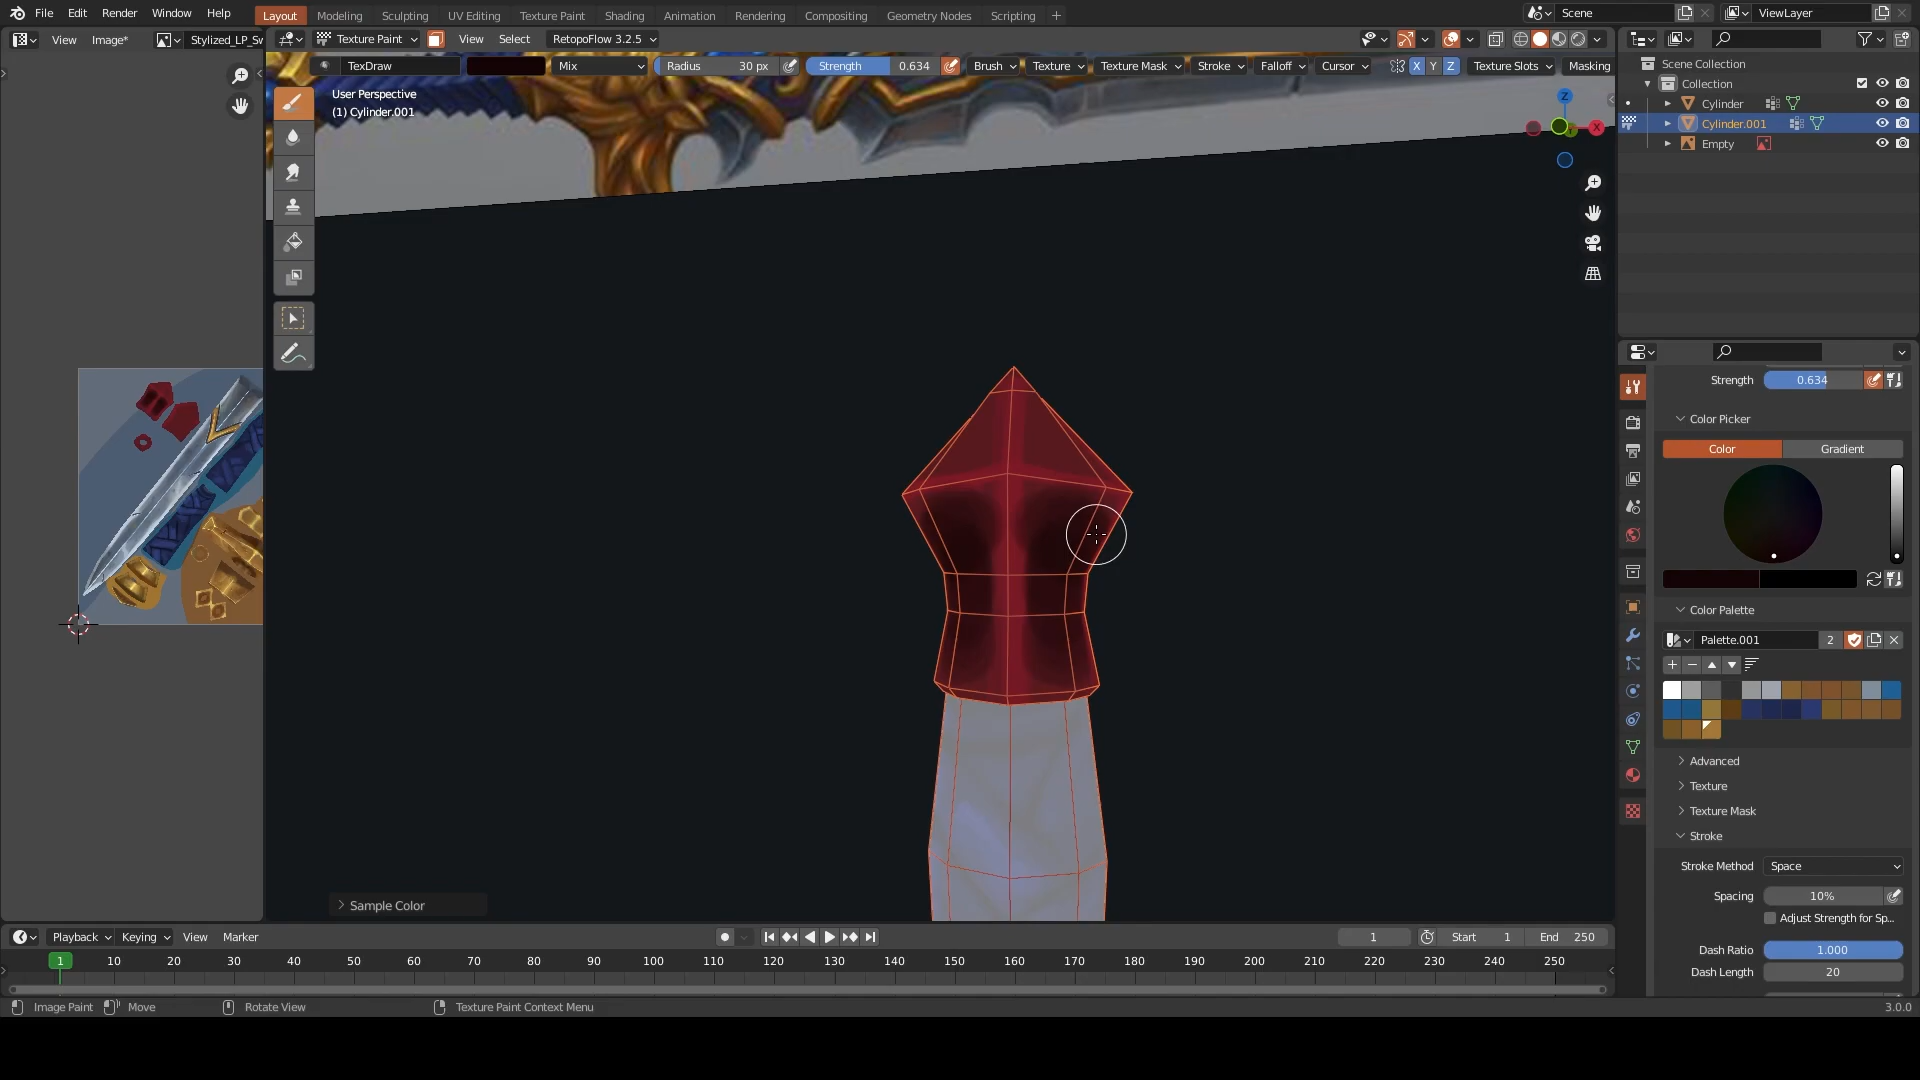 File Edit Render Window Help Layout Modeling Sculpting UV Editing Texture Paint Shading Animation Rendering Compositing Geometry Nodes Scripting + Scene ViewLayer
View Image* Stylized_LP_Sw Texture Paint View Select RetopoFlow 3.2.5
TexDraw Mix Radius 30 px Strength 0.634 Brush Texture Texture Mask Stroke Falloff Cursor X Y Z Texture Slots Masking
User Perspective
(1) Cylinder.001
Z
X
Scene Collection
Collection
Cylinder
Cylinder.001
Empty
Strength 0.634
Color Picker
Color Gradient
Color Palette
Palette.001 2
Advanced
Texture
Texture Mask
Stroke
Stroke Method Space
Spacing 10%
Adjust Strength for Sp...
Dash Ratio 1.000
Dash Length 20
Sample Color
Playback Keying View Marker 1 Start 1 End 250
1 10 20 30 40 50 60 70 80 90 100 110 120 130 140 150 160 170 180 190 200 210 220 230 240 250
Image Paint Move Rotate View Texture Paint Context Menu 3.0.0